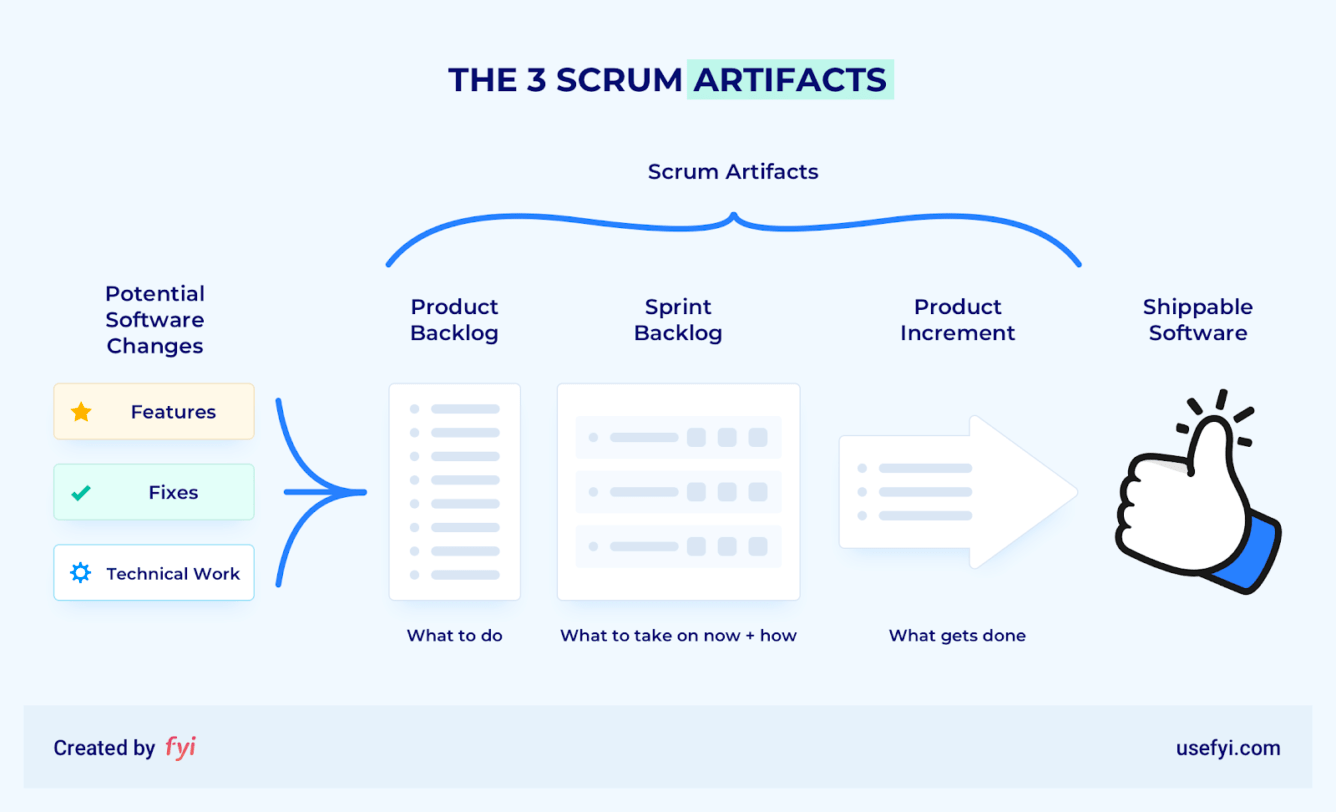 THE 3 SCRUM ARTIFACTS
Scrum Artifacts
Potential
Software
Changes
Features
Fixes
Technical Work
Product
Backlog
What to do
Sprint
Backlog
What to take on now + how
Product
Increment
What gets done
Shippable
Software
Created by fyi
usefyi.com